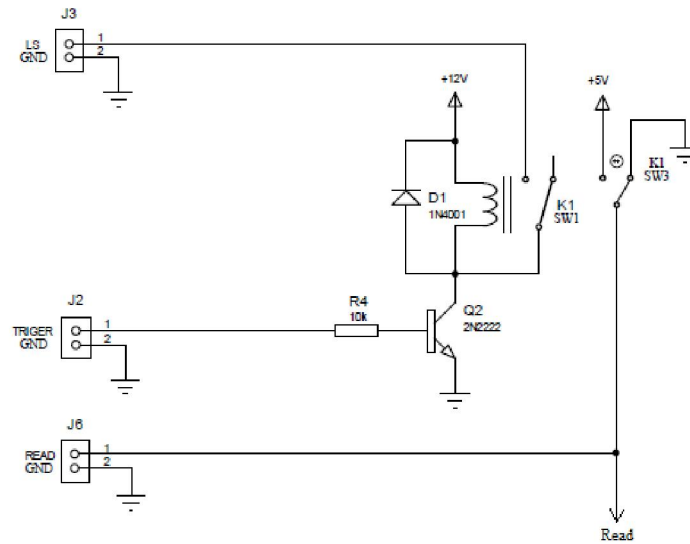 J3
LS
GND
1
2
+12V
+5V
K1
SW3
D1
1N4001
K1
SW1
J2
TRIGER
GND
1
2
R4
10k
Q2
2N2222
J6
READ
GND
1
2
Read